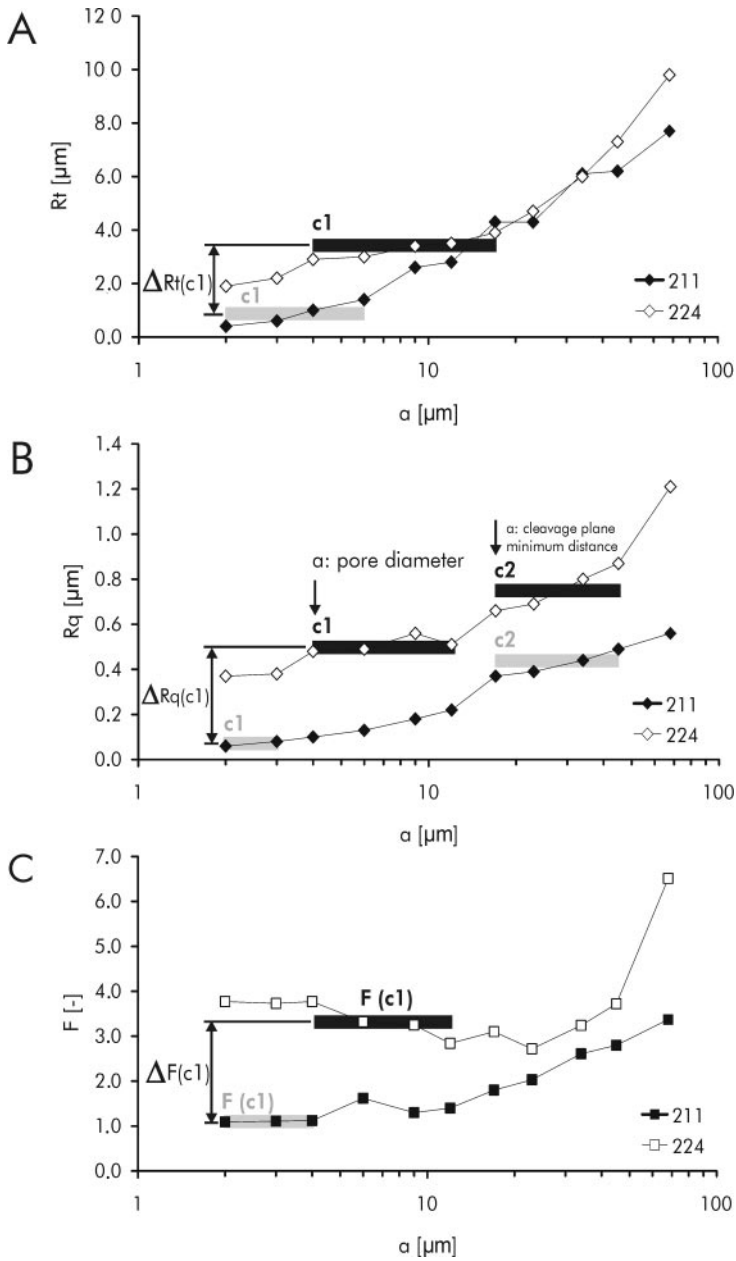 A
Rt [µm]
12.0
10.0
8.0
6.0
4.0
2.0
0.0
c1
ΔRt(c1)
c1
211
224
1
10
100
a [µm]
B
Rq [µm]
1.4
1.2
1.0
0.8
0.6
0.4
0.2
0.0
a: pore diameter
c1
a: cleavage plane
minimum distance
c2
c2
ΔRq(c1)
c1
211
224
1
10
100
a [µm]
C
F [-]
7.0
6.0
5.0
4.0
3.0
2.0
1.0
0.0
F (c1)
ΔF(c1)
F (c1)
211
224
1
10
100
a [µm]